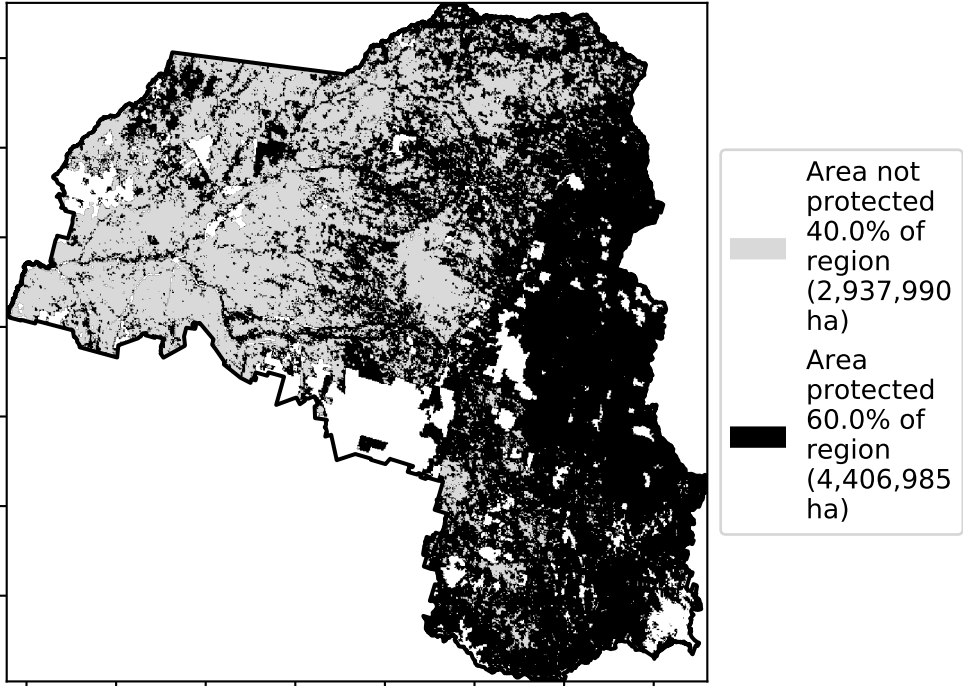 Area not
protected
40.0% of
region
(2,937,990
ha)
Area
protected
60.0% of
region
(4,406,985
ha)